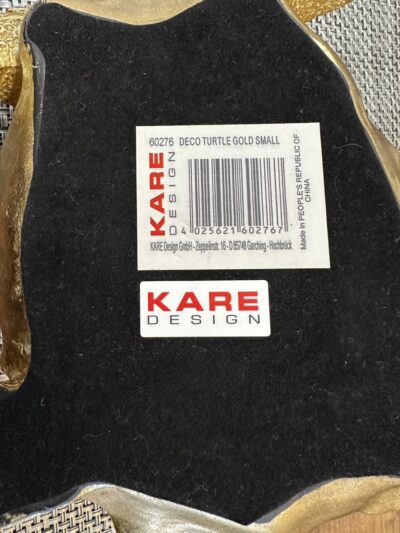 60276 DECO TURTLE GOLD SMALL
KARE
DESIGN
4 025621 602767
KARE Design GmbH - Zeppelinstr. 16 - D 85748 Garching - Hochbrück
Made in PEOPLE'S REPUBLIC OF
CHINA
KARE
DESIGN